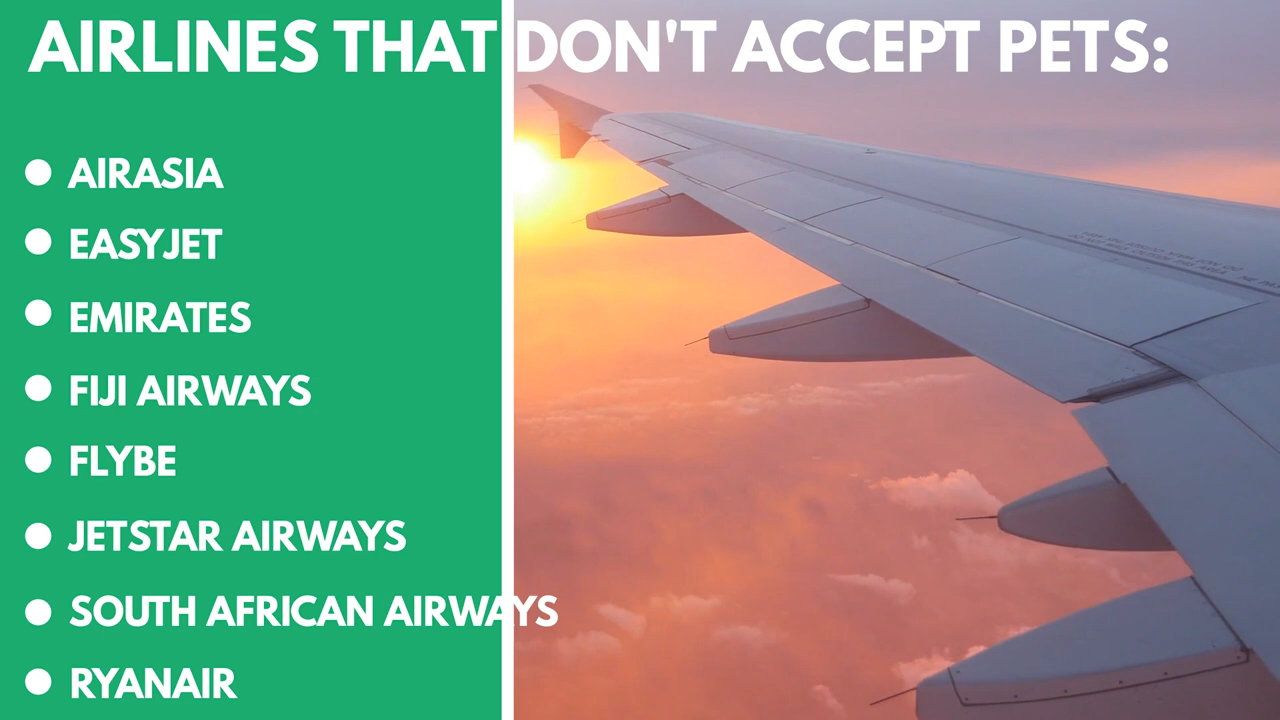 AIRLINES THAT DON'T ACCEPT PETS:
AIRASIA
EASYJET
EMIRATES
FIJI AIRWAYS
FLYBE
JETSTAR AIRWAYS
SOUTH AFRICAN AIRWAYS
RYANAIR